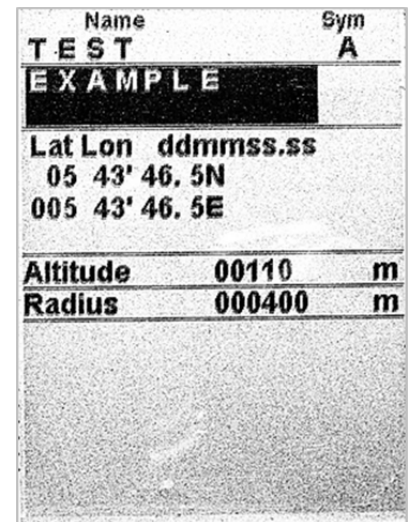 Name Sym
TEST A
EXAMPLE
Lat Lon ddmmss.ss
05 43' 46.5N
005 43' 46.5E
Altitude 00110 m
Radius 000400 m